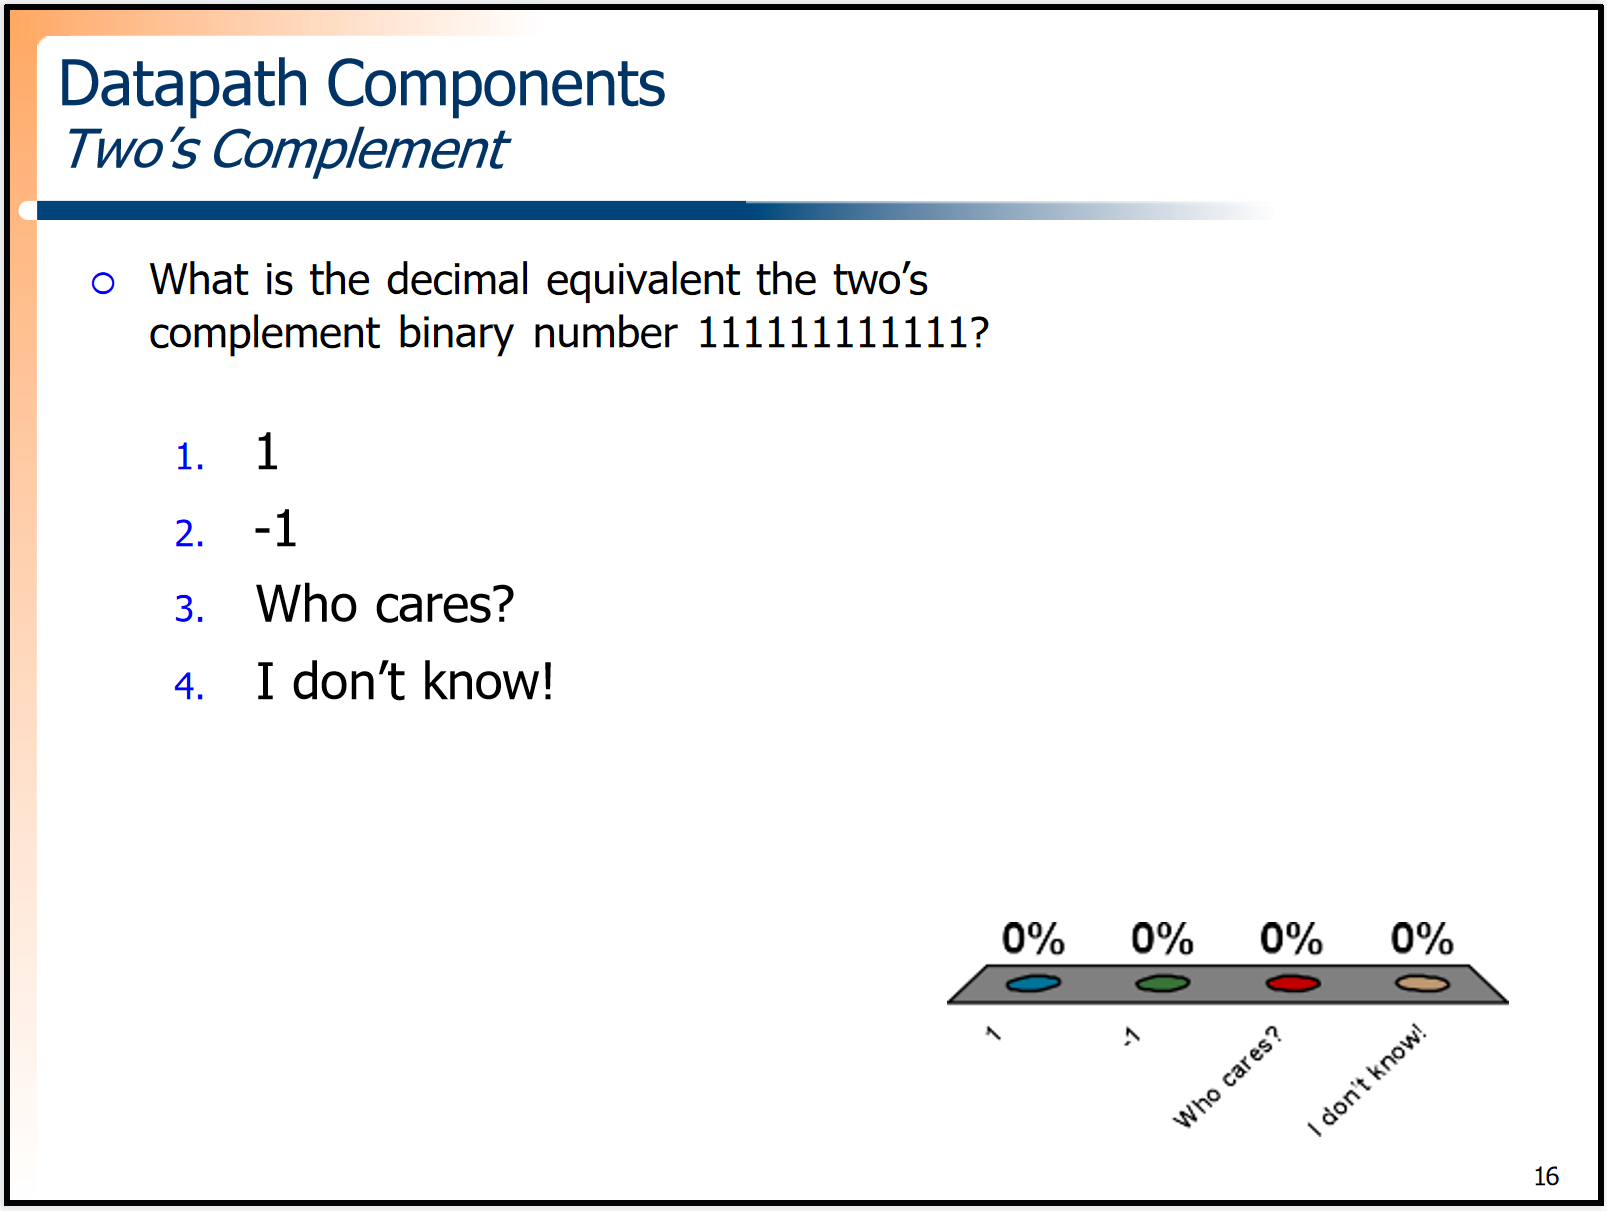 Datapath Components
Two’s Complement
What is the decimal equivalent the two’s
complement binary number 111111111111?
1. 1
2. -1
3. Who cares?
4. I don’t know!
0% 0% 0% 0%
1 -1 Who cares? I don't know!
16